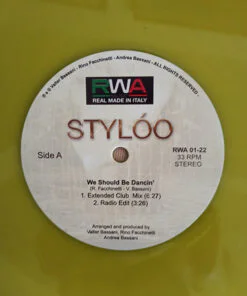 ℗ © Valter Bassani - Rino Facchinetti - Andrea Bassani - ALL RIGHTS RESERVED -
RWA
REAL MADE IN ITALY
STYLÓO
Side A
RWA 01-22
33 RPM
STEREO
We Should Be Dancin'
(R. Facchinetti - V. Bassani)
1. Extended Club Mix (6:27)
2. Radio Edit (3:26)
Arranged and produced by
Valter Bassani, Rino Facchinetti
Andrea Bassani